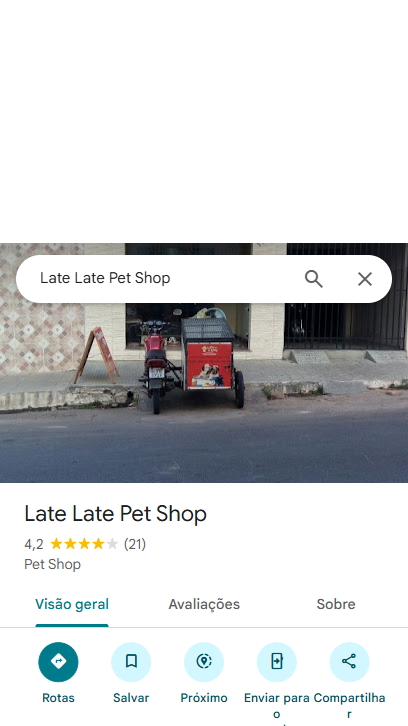 Late Late Pet Shop
Late Late Pet Shop
4,2 (21)
Pet Shop
Visão geral
Avaliações
Sobre
Rotas
Salvar
Próximo
Enviar para o
Compartilhar